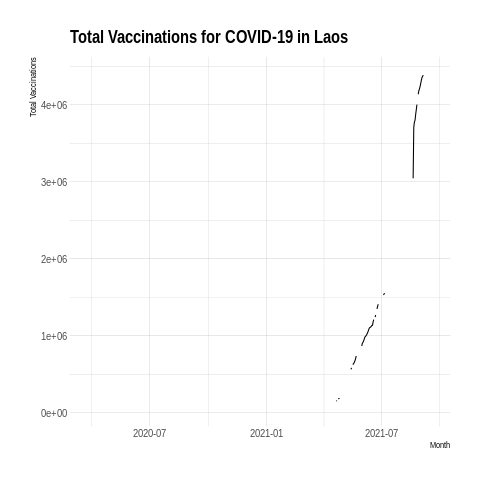 Total Vaccinations for COVID-19 in Laos
Total Vaccinations
4e+06
3e+06
2e+06
1e+06
0e+00
2020-07
2021-01
2021-07
Month